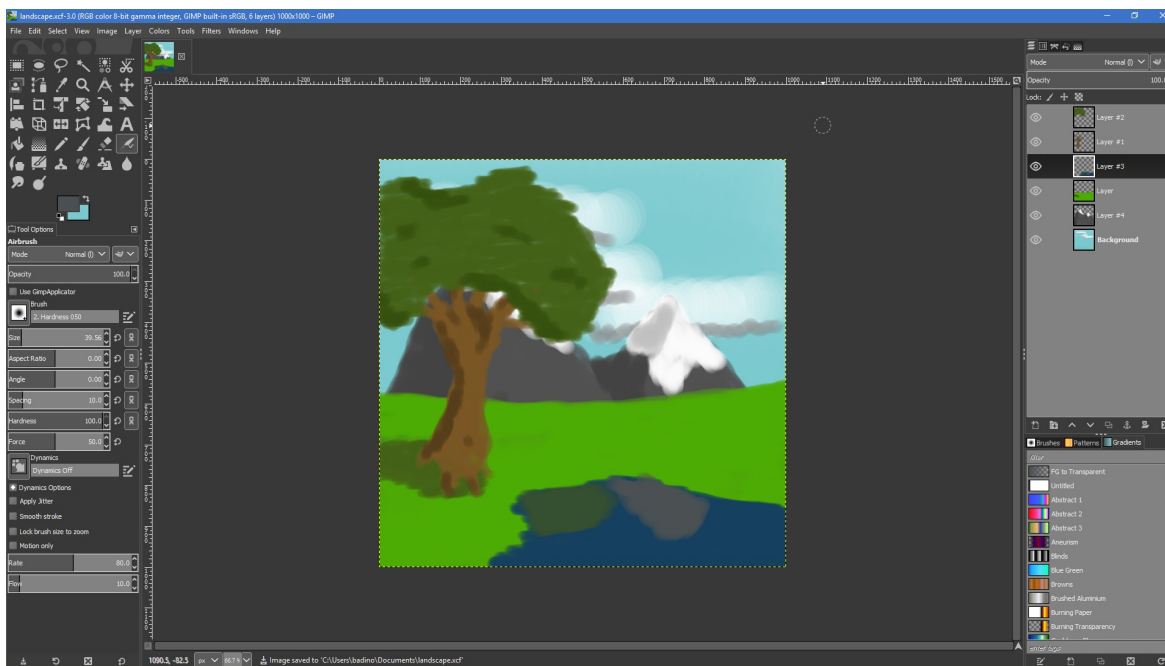 landscape.xcf-3.0 (RGB color 8-bit gamma integer, GIMP built-in sRGB, 6 layers) 1000x1000 – GIMP
File Edit Select View Image Layer Colors Tools Filters Windows Help
Tool Options
Airbrush
Mode Normal (l)
Opacity 100.0
Use GimpApplicator
Brush
2. Hardness 050
Size 39.56
Aspect Ratio 0.00
Angle 0.00
Spacing 10.0
Hardness 100.0
Force 50.0
Dynamics
Dynamics Off
Dynamics Options
Apply Jitter
Smooth stroke
Lock brush size to zoom
Motion only
Rate 80.0
Flow 10.0
1090.5, -82.5 px 66.7 % Image saved to 'C:\Users\badino\Documents\landscape.xcf'
Mode Normal (l)
Opacity 100.
Lock:
Layer #2
Layer #1
Layer #3
Layer
Layer #4
Background
Brushes Patterns Gradients
filter
FG to Transparent
Untitled
Abstract 1
Abstract 2
Abstract 3
Aneurism
Blinds
Blue Green
Browns
Brushed Aluminium
Burning Paper
Burning Transparency
enter tags